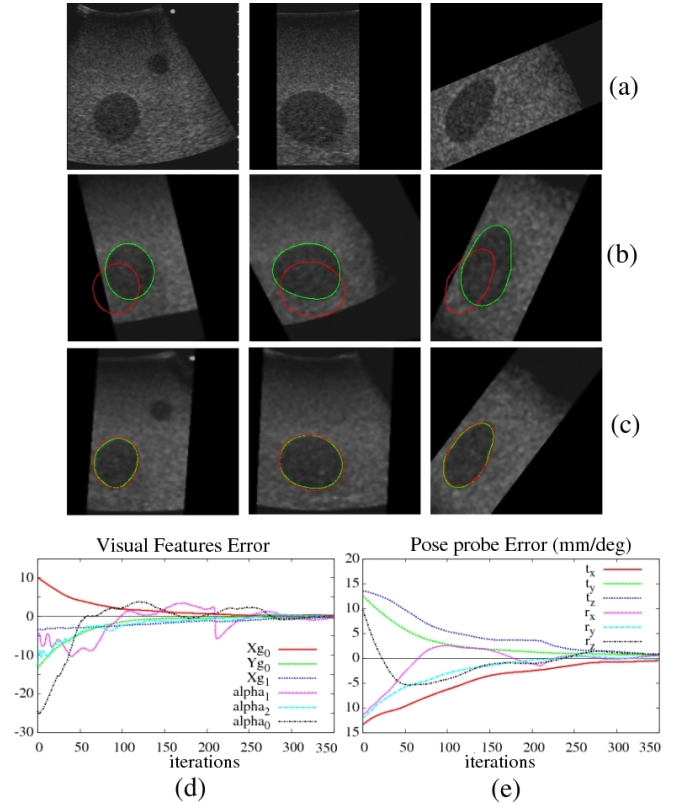 (a)
(b)
(c)
Visual Features Error
10
0
-10
-20
-30
Xg0
Yg0
Xg1
alpha1
alpha2
alpha0
0 50 100 150 200 250 300 350
iterations
(d)
Pose probe Error (mm/deg)
20
15
10
5
0
5
10
15
tx
ty
tz
rx
ry
rz
0 50 100 150 200 250 300 350
iterations
(e)